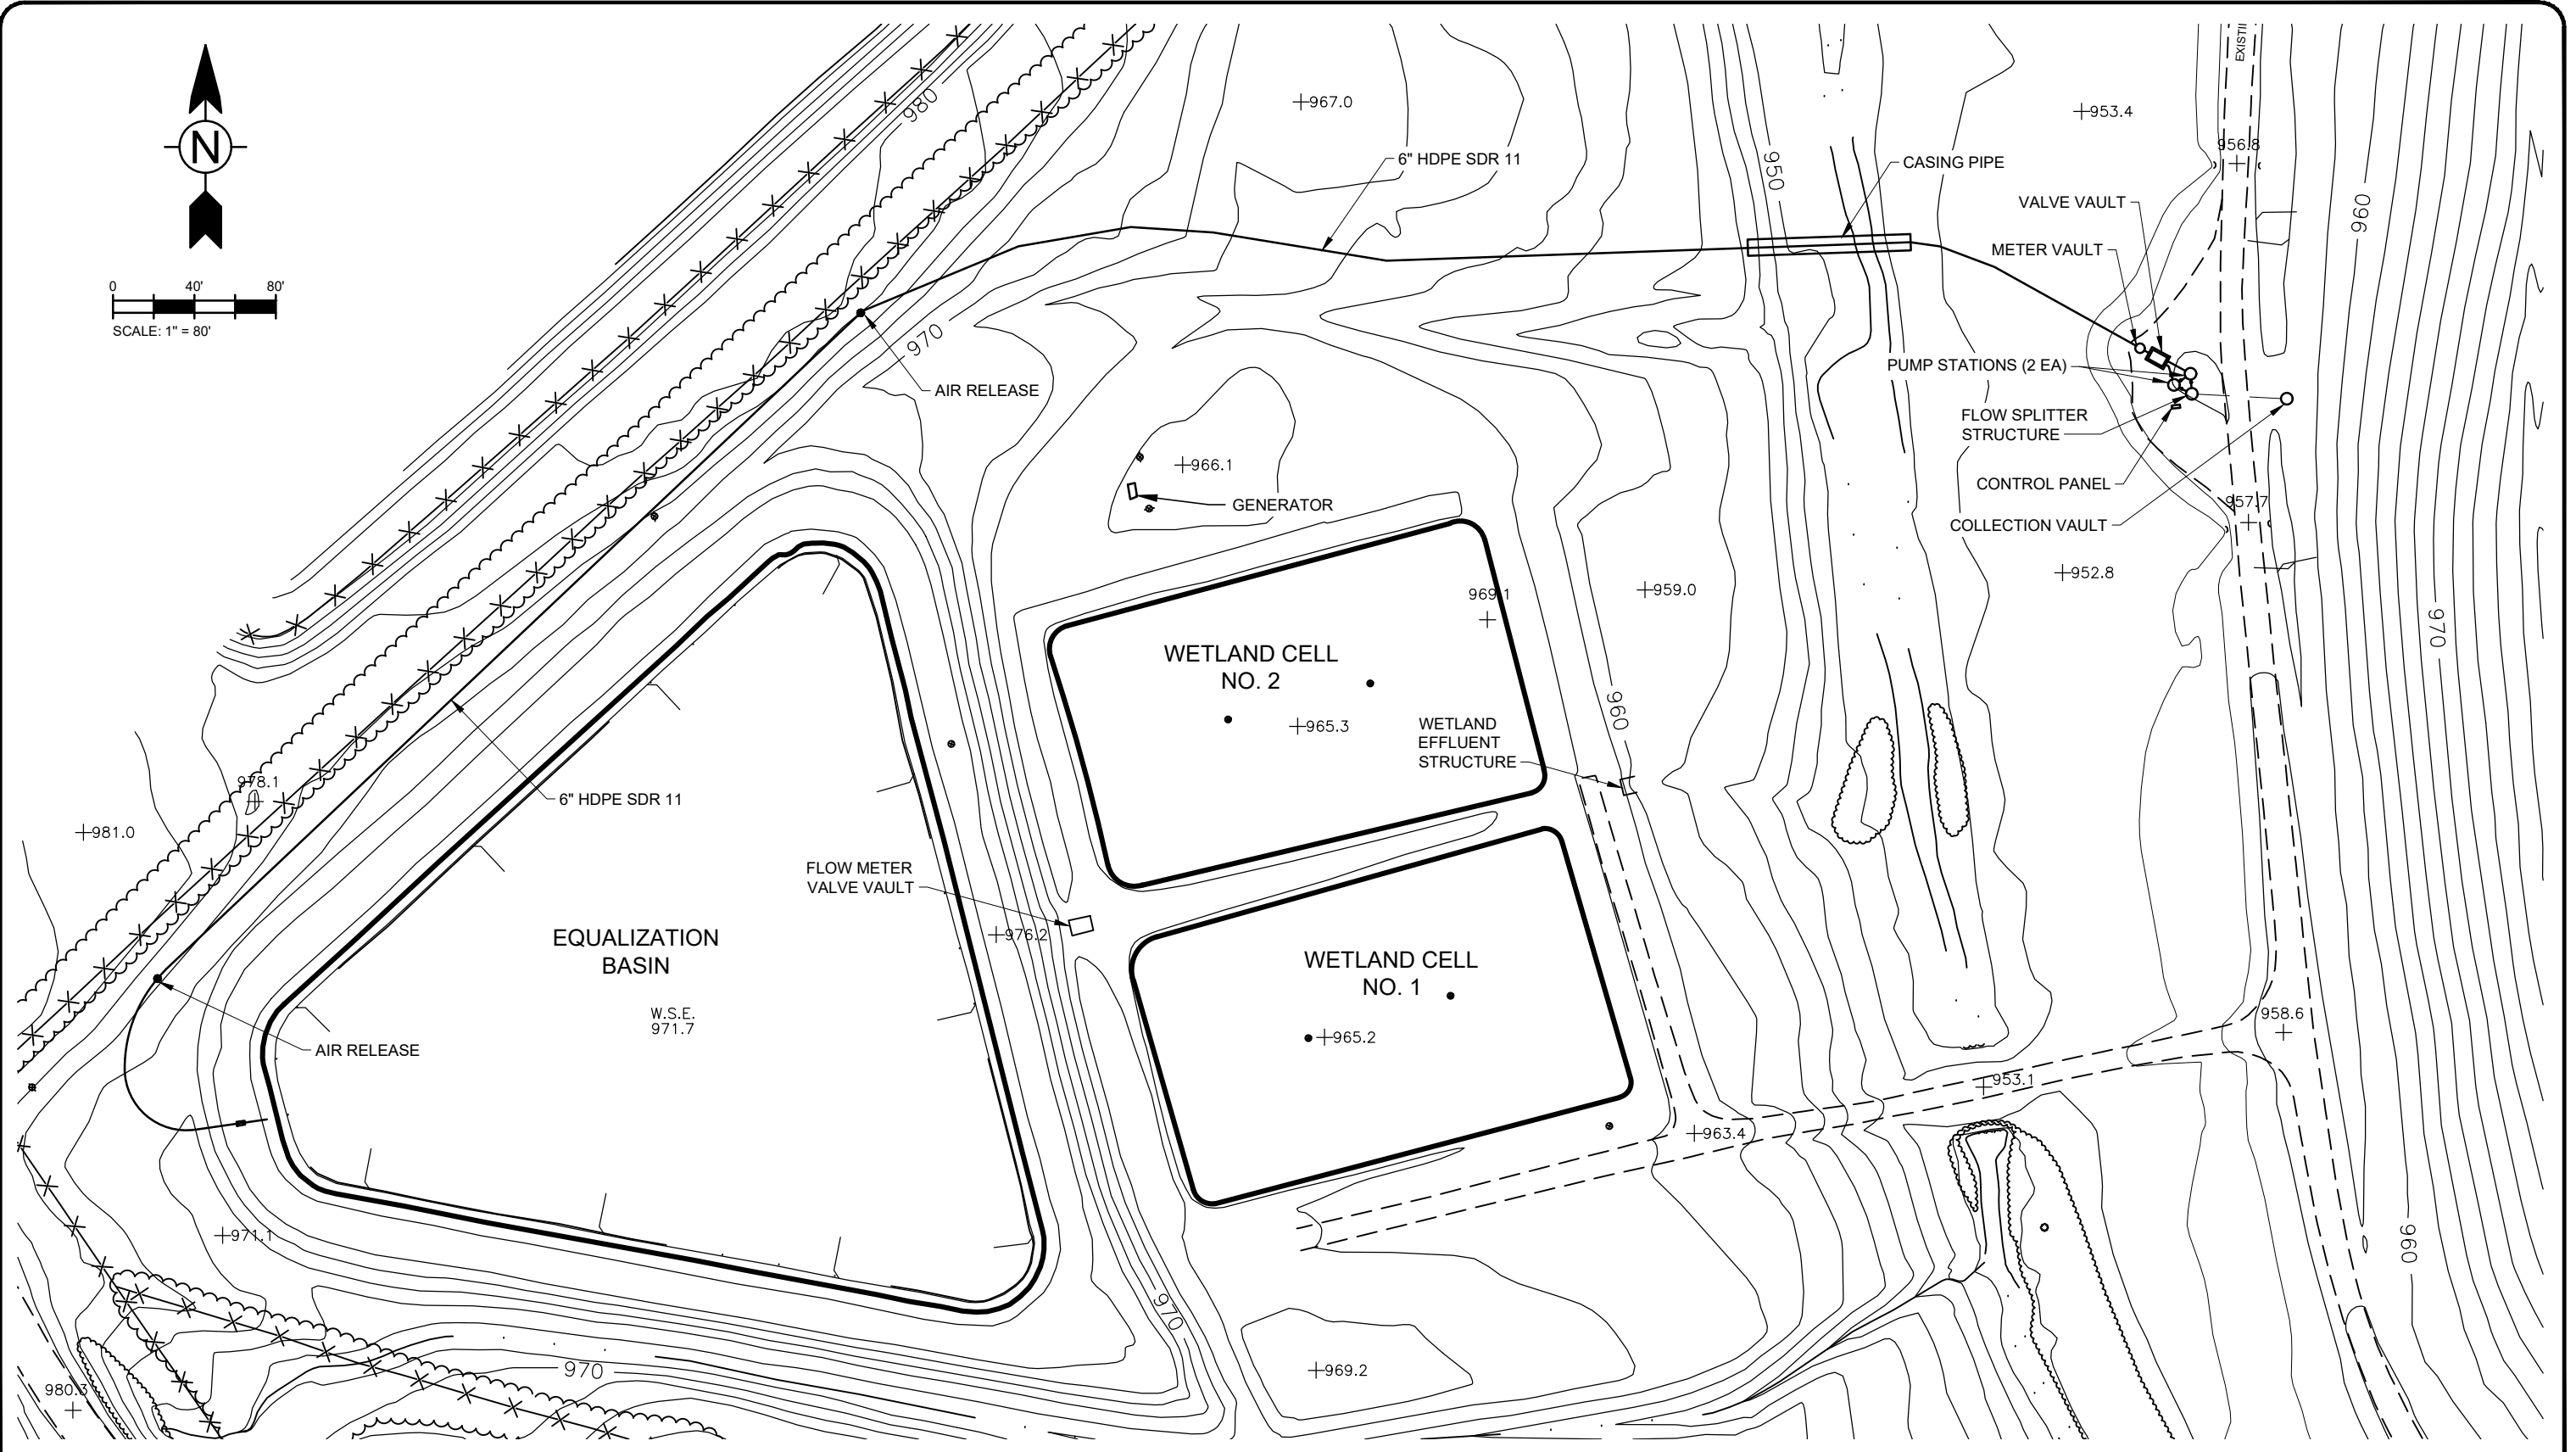 N
0 40' 80'
SCALE: 1" = 80'
980
967.0
6" HDPE SDR 11
950
CASING PIPE
953.4
956.8
EXISTI
VALVE VAULT
METER VAULT
960
970
AIR RELEASE
PUMP STATIONS (2 EA)
FLOW SPLITTER
STRUCTURE
966.1
GENERATOR
CONTROL PANEL
957.7
COLLECTION VAULT
952.8
969.1
959.0
970
WETLAND CELL
NO. 2
965.3
WETLAND
EFFLUENT
STRUCTURE
960
978.1
6" HDPE SDR 11
981.0
FLOW METER
VALVE VAULT
976.2
EQUALIZATION
BASIN
W.S.E.
971.7
WETLAND CELL
NO. 1
965.2
958.6
AIR RELEASE
953.1
963.4
971.1
960
970
970
969.2
980.3